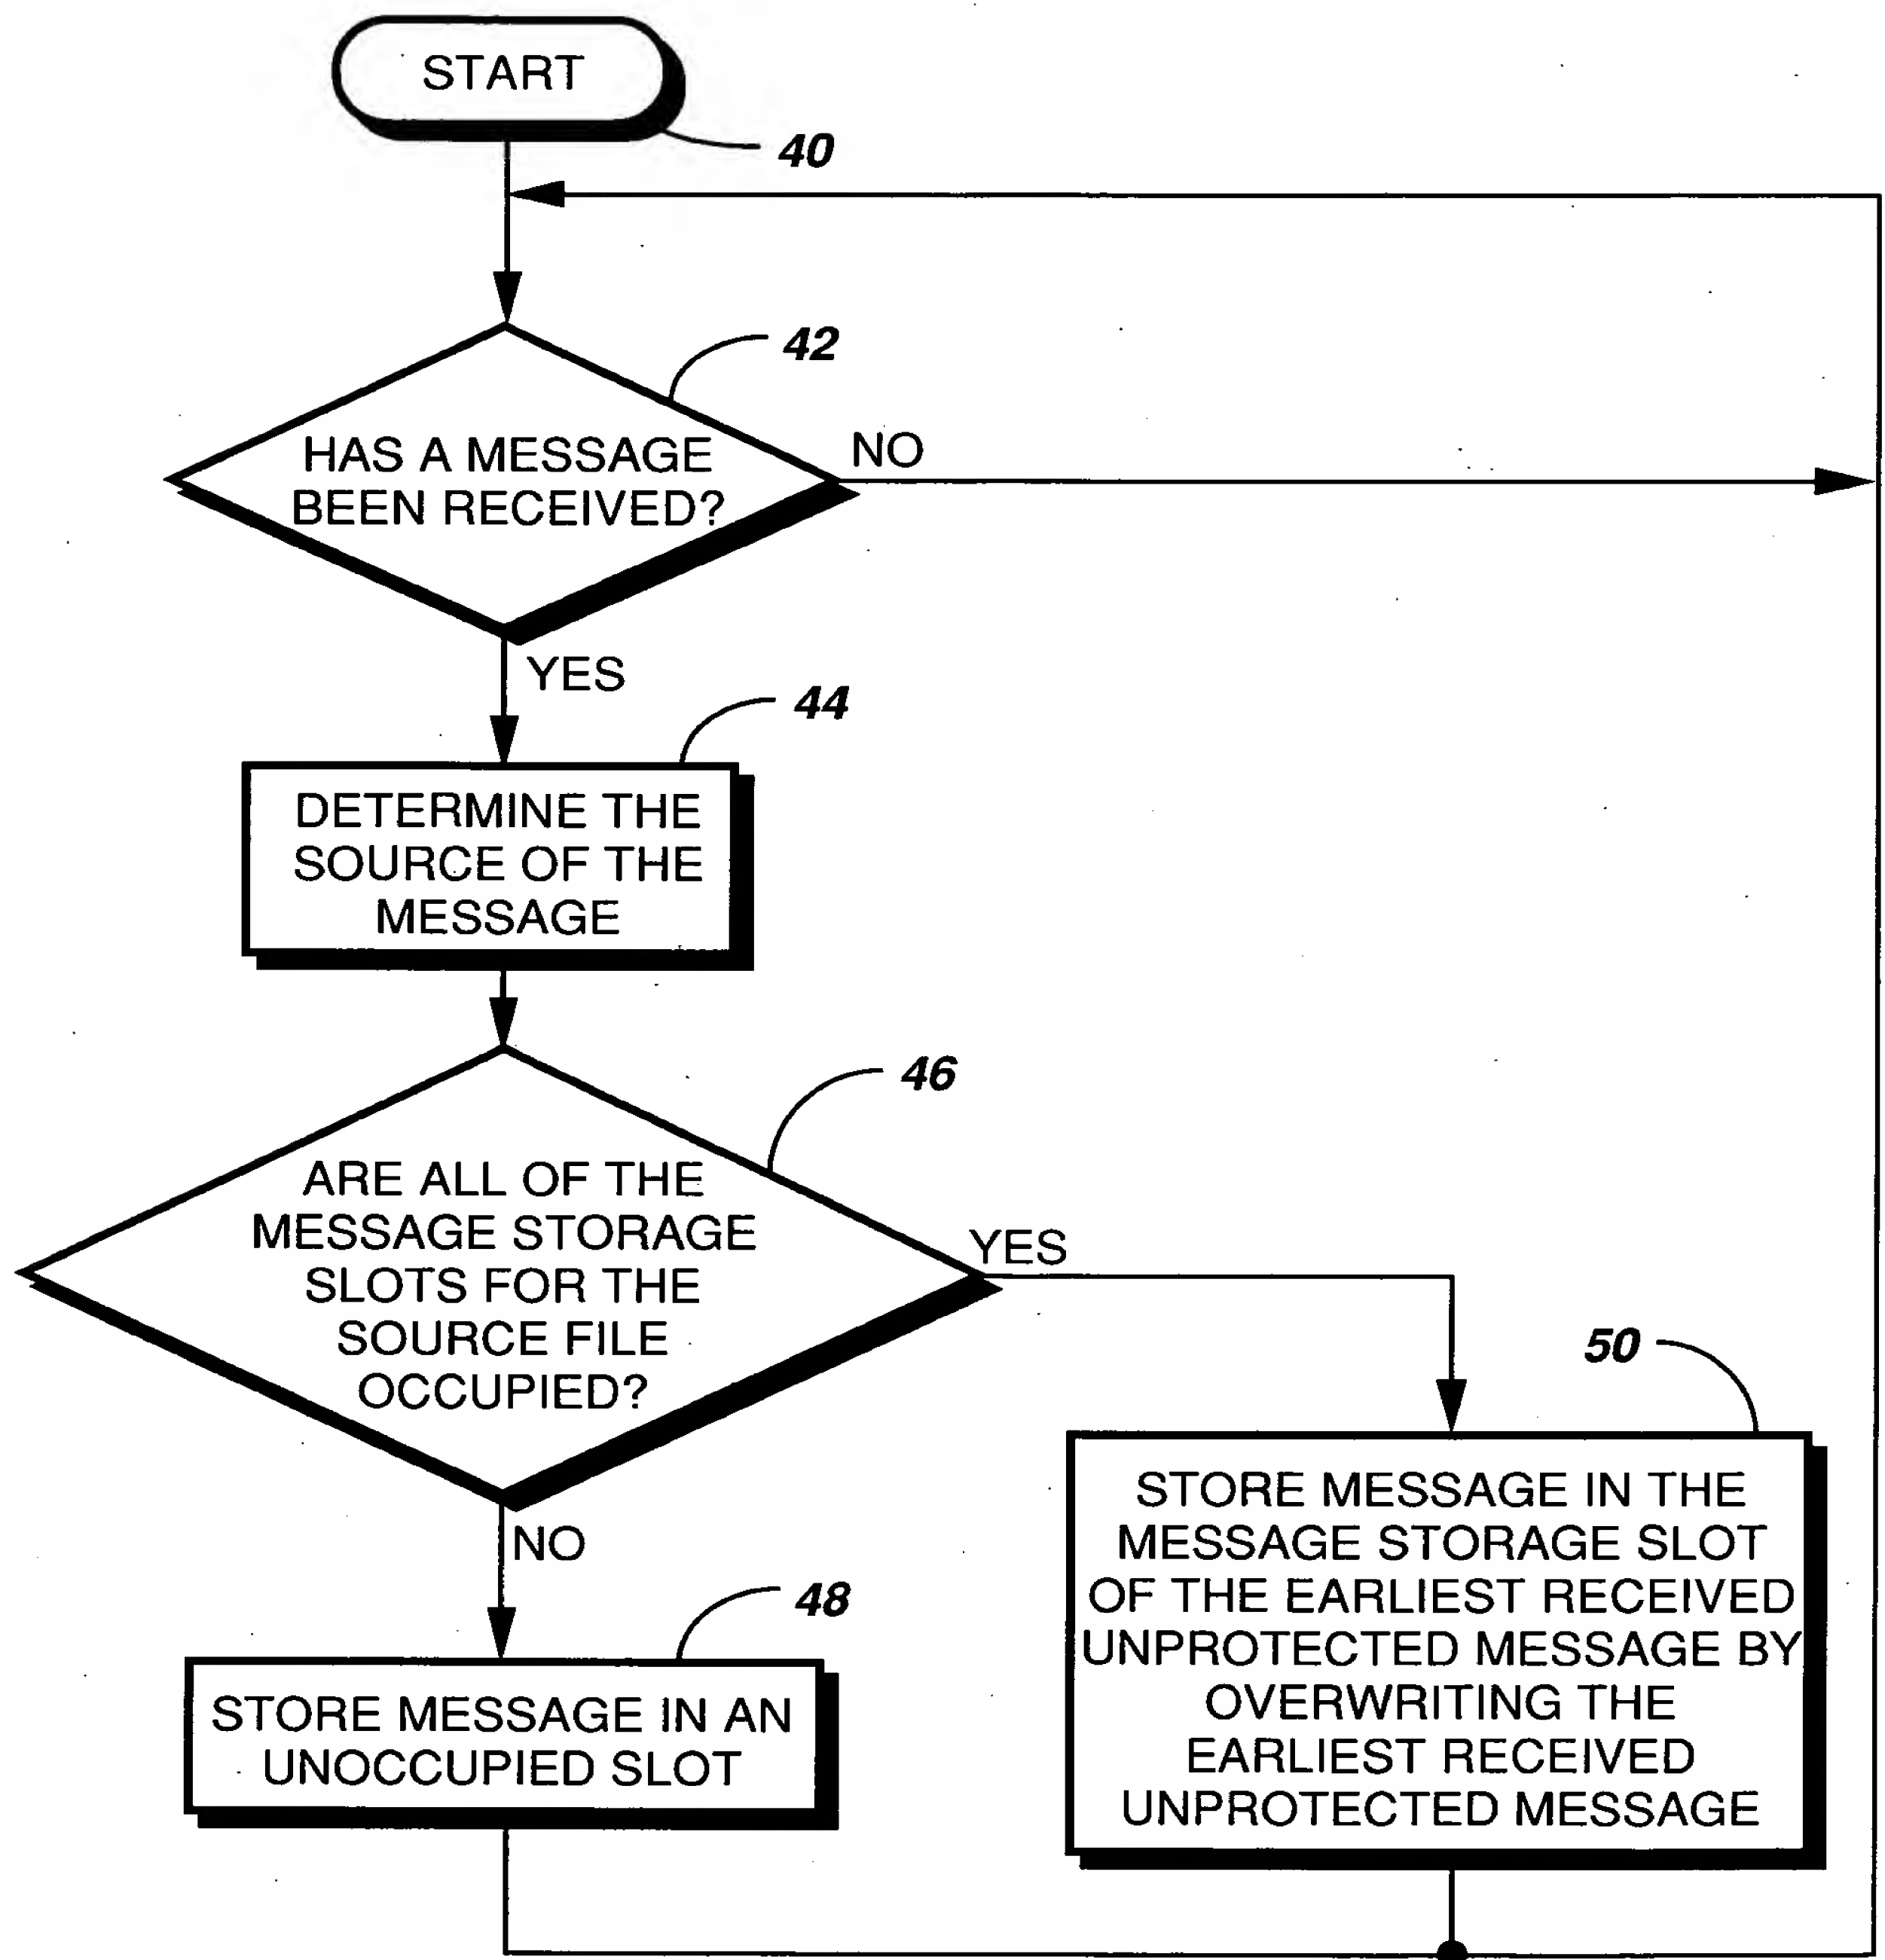 START
40
42
HAS A MESSAGE
BEEN RECEIVED?
NO
YES
44
DETERMINE THE
SOURCE OF THE
MESSAGE
46
ARE ALL OF THE
MESSAGE STORAGE
SLOTS FOR THE
SOURCE FILE
OCCUPIED?
YES
NO
48
STORE MESSAGE IN AN
UNOCCUPIED SLOT
50
STORE MESSAGE IN THE
MESSAGE STORAGE SLOT
OF THE EARLIEST RECEIVED
UNPROTECTED MESSAGE BY
OVERWRITING THE
EARLIEST RECEIVED
UNPROTECTED MESSAGE